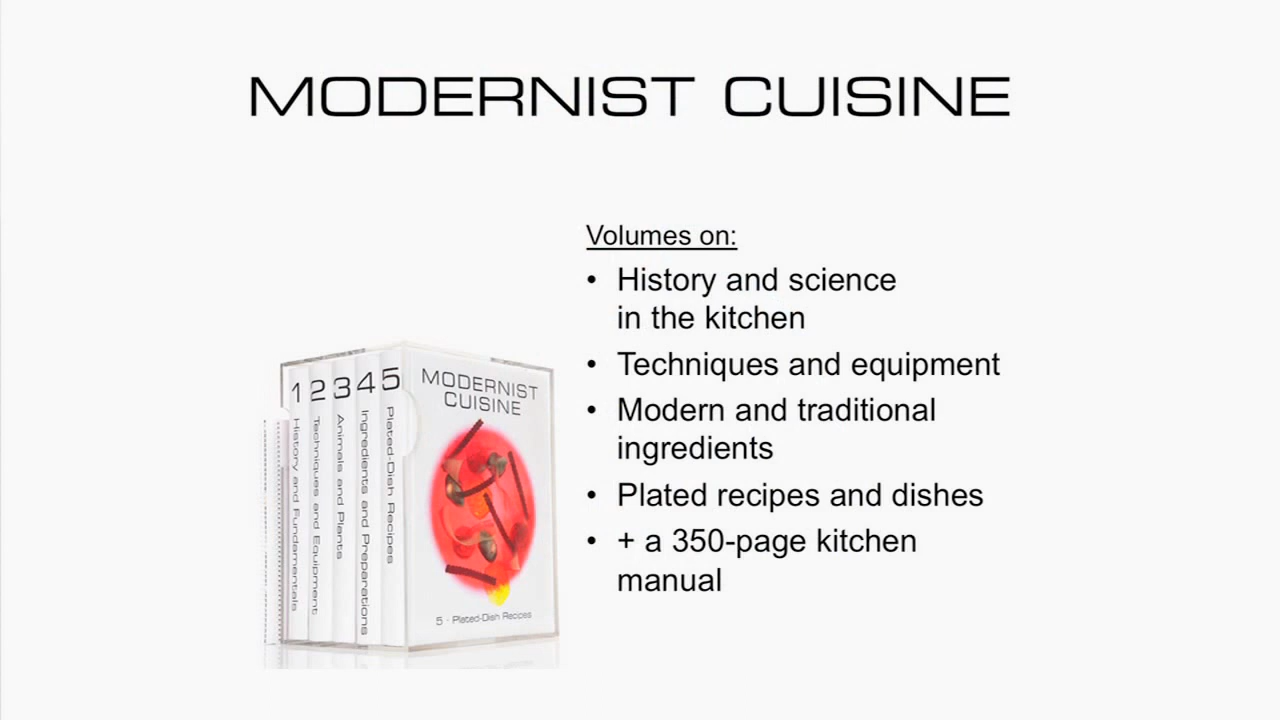 MODERNIST CUISINE
Volumes on:
• History and science
in the kitchen
• Techniques and equipment
• Modern and traditional
ingredients
• Plated recipes and dishes
• + a 350-page kitchen
manual
1 History and Fundamentals
2 Techniques and Equipment
3 Animals and Plants
4 Ingredients and Preparations
5 Plated-Dish Recipes
MODERNIST
CUISINE
5 - Plated-Dish Recipes